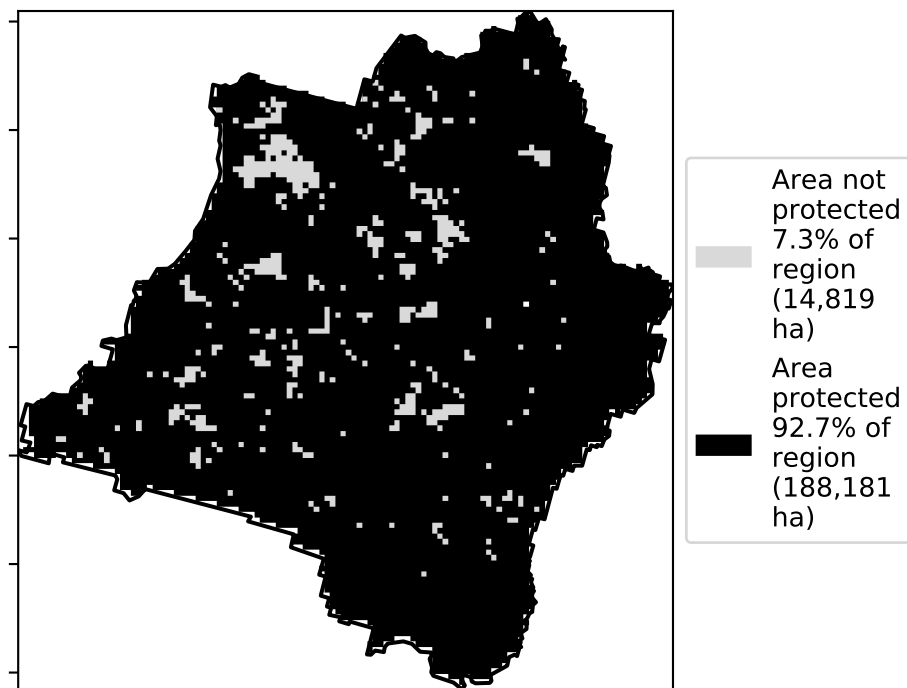 Area not
protected
7.3% of
region
(14,819
ha)
Area
protected
92.7% of
region
(188,181
ha)